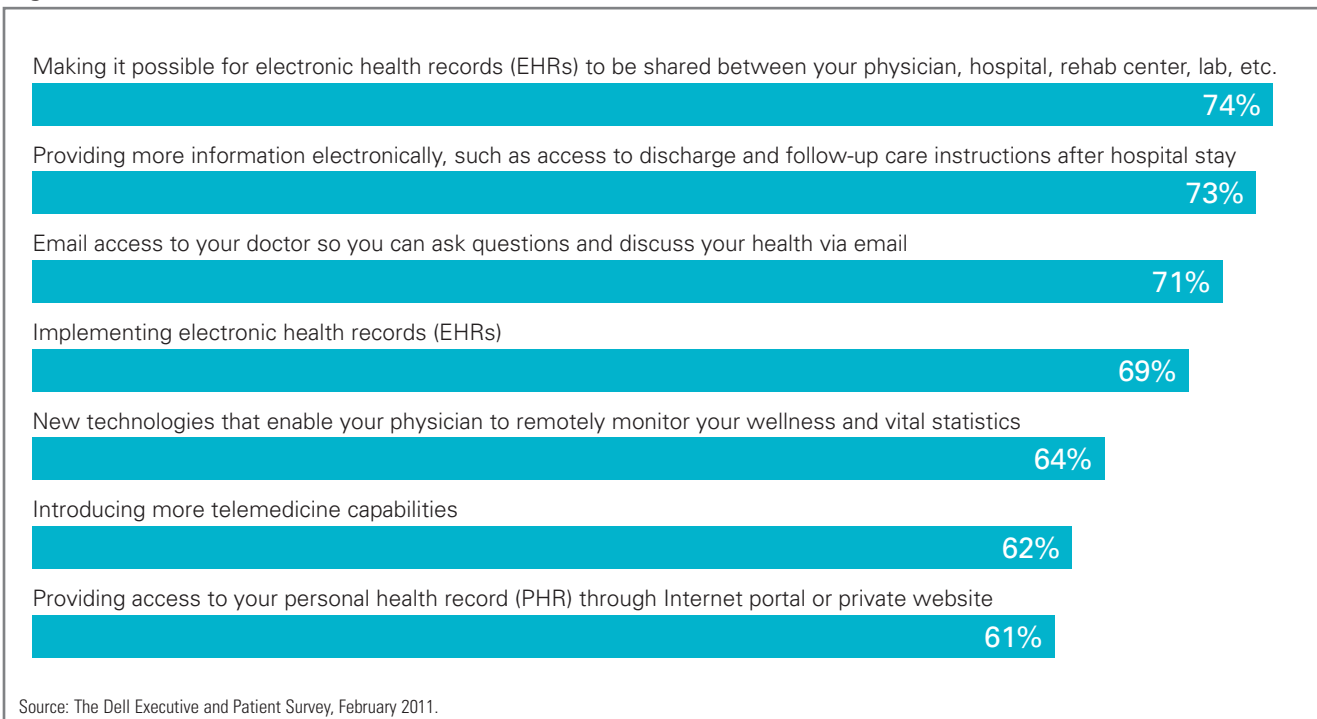 Making it possible for electronic health records (EHRs) to be shared between your physician, hospital, rehab center, lab, etc.
74%
Providing more information electronically, such as access to discharge and follow-up care instructions after hospital stay
73%
Email access to your doctor so you can ask questions and discuss your health via email
71%
Implementing electronic health records (EHRs)
69%
New technologies that enable your physician to remotely monitor your wellness and vital statistics
64%
Introducing more telemedicine capabilities
62%
Providing access to your personal health record (PHR) through Internet portal or private website
61%
Source: The Dell Executive and Patient Survey, February 2011.